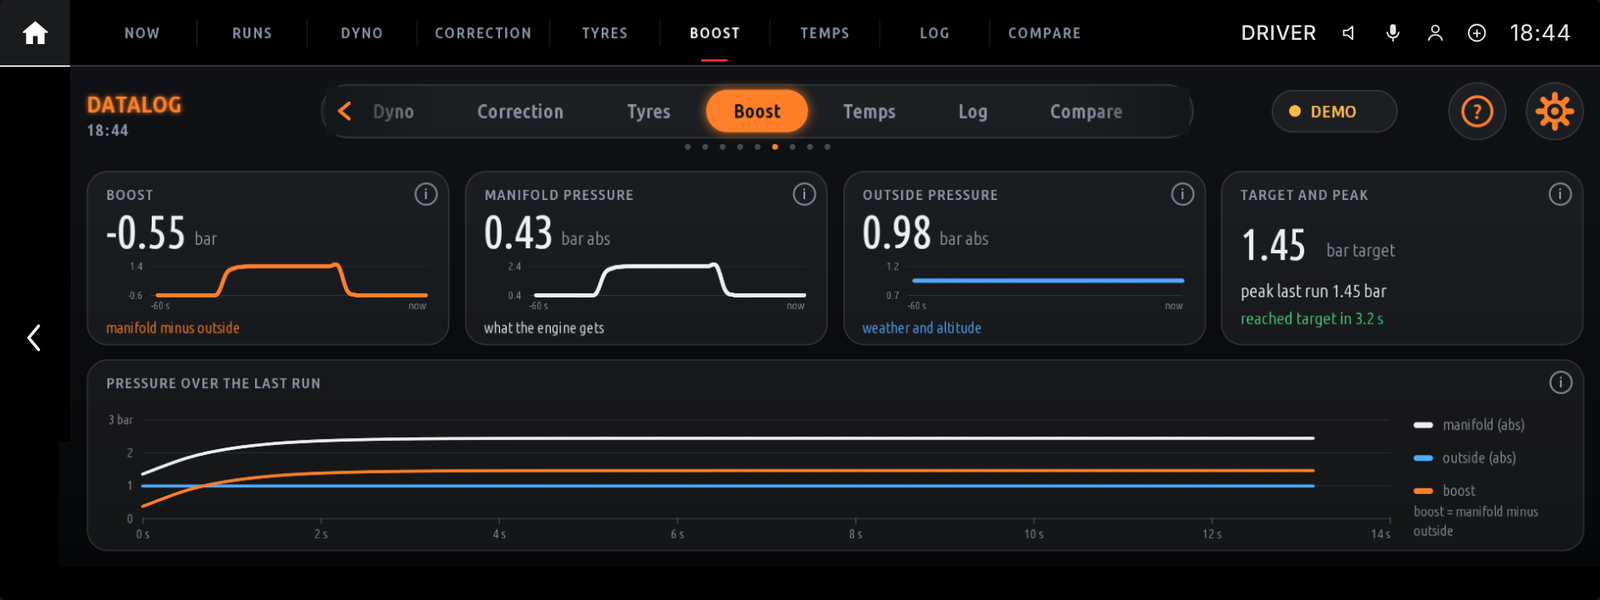 NOW RUNS DYNO CORRECTION TYRES BOOST TEMPS LOG COMPARE DRIVER 18:44
DATALOG
18:44
Dyno Correction Tyres Boost Temps Log Compare
DEMO
?
BOOST
i
-0.55 bar
1.4
-0.6
-60 s now
manifold minus outside
MANIFOLD PRESSURE
i
0.43 bar abs
2.4
0.4
-60 s now
what the engine gets
OUTSIDE PRESSURE
i
0.98 bar abs
1.2
0.7
-60 s now
weather and altitude
TARGET AND PEAK
i
1.45 bar target
peak last run 1.45 bar
reached target in 3.2 s
PRESSURE OVER THE LAST RUN
i
3 bar
2
1
0
0 s 2 s 4 s 6 s 8 s 10 s 12 s 14 s
manifold (abs)
outside (abs)
boost
boost = manifold minus
outside